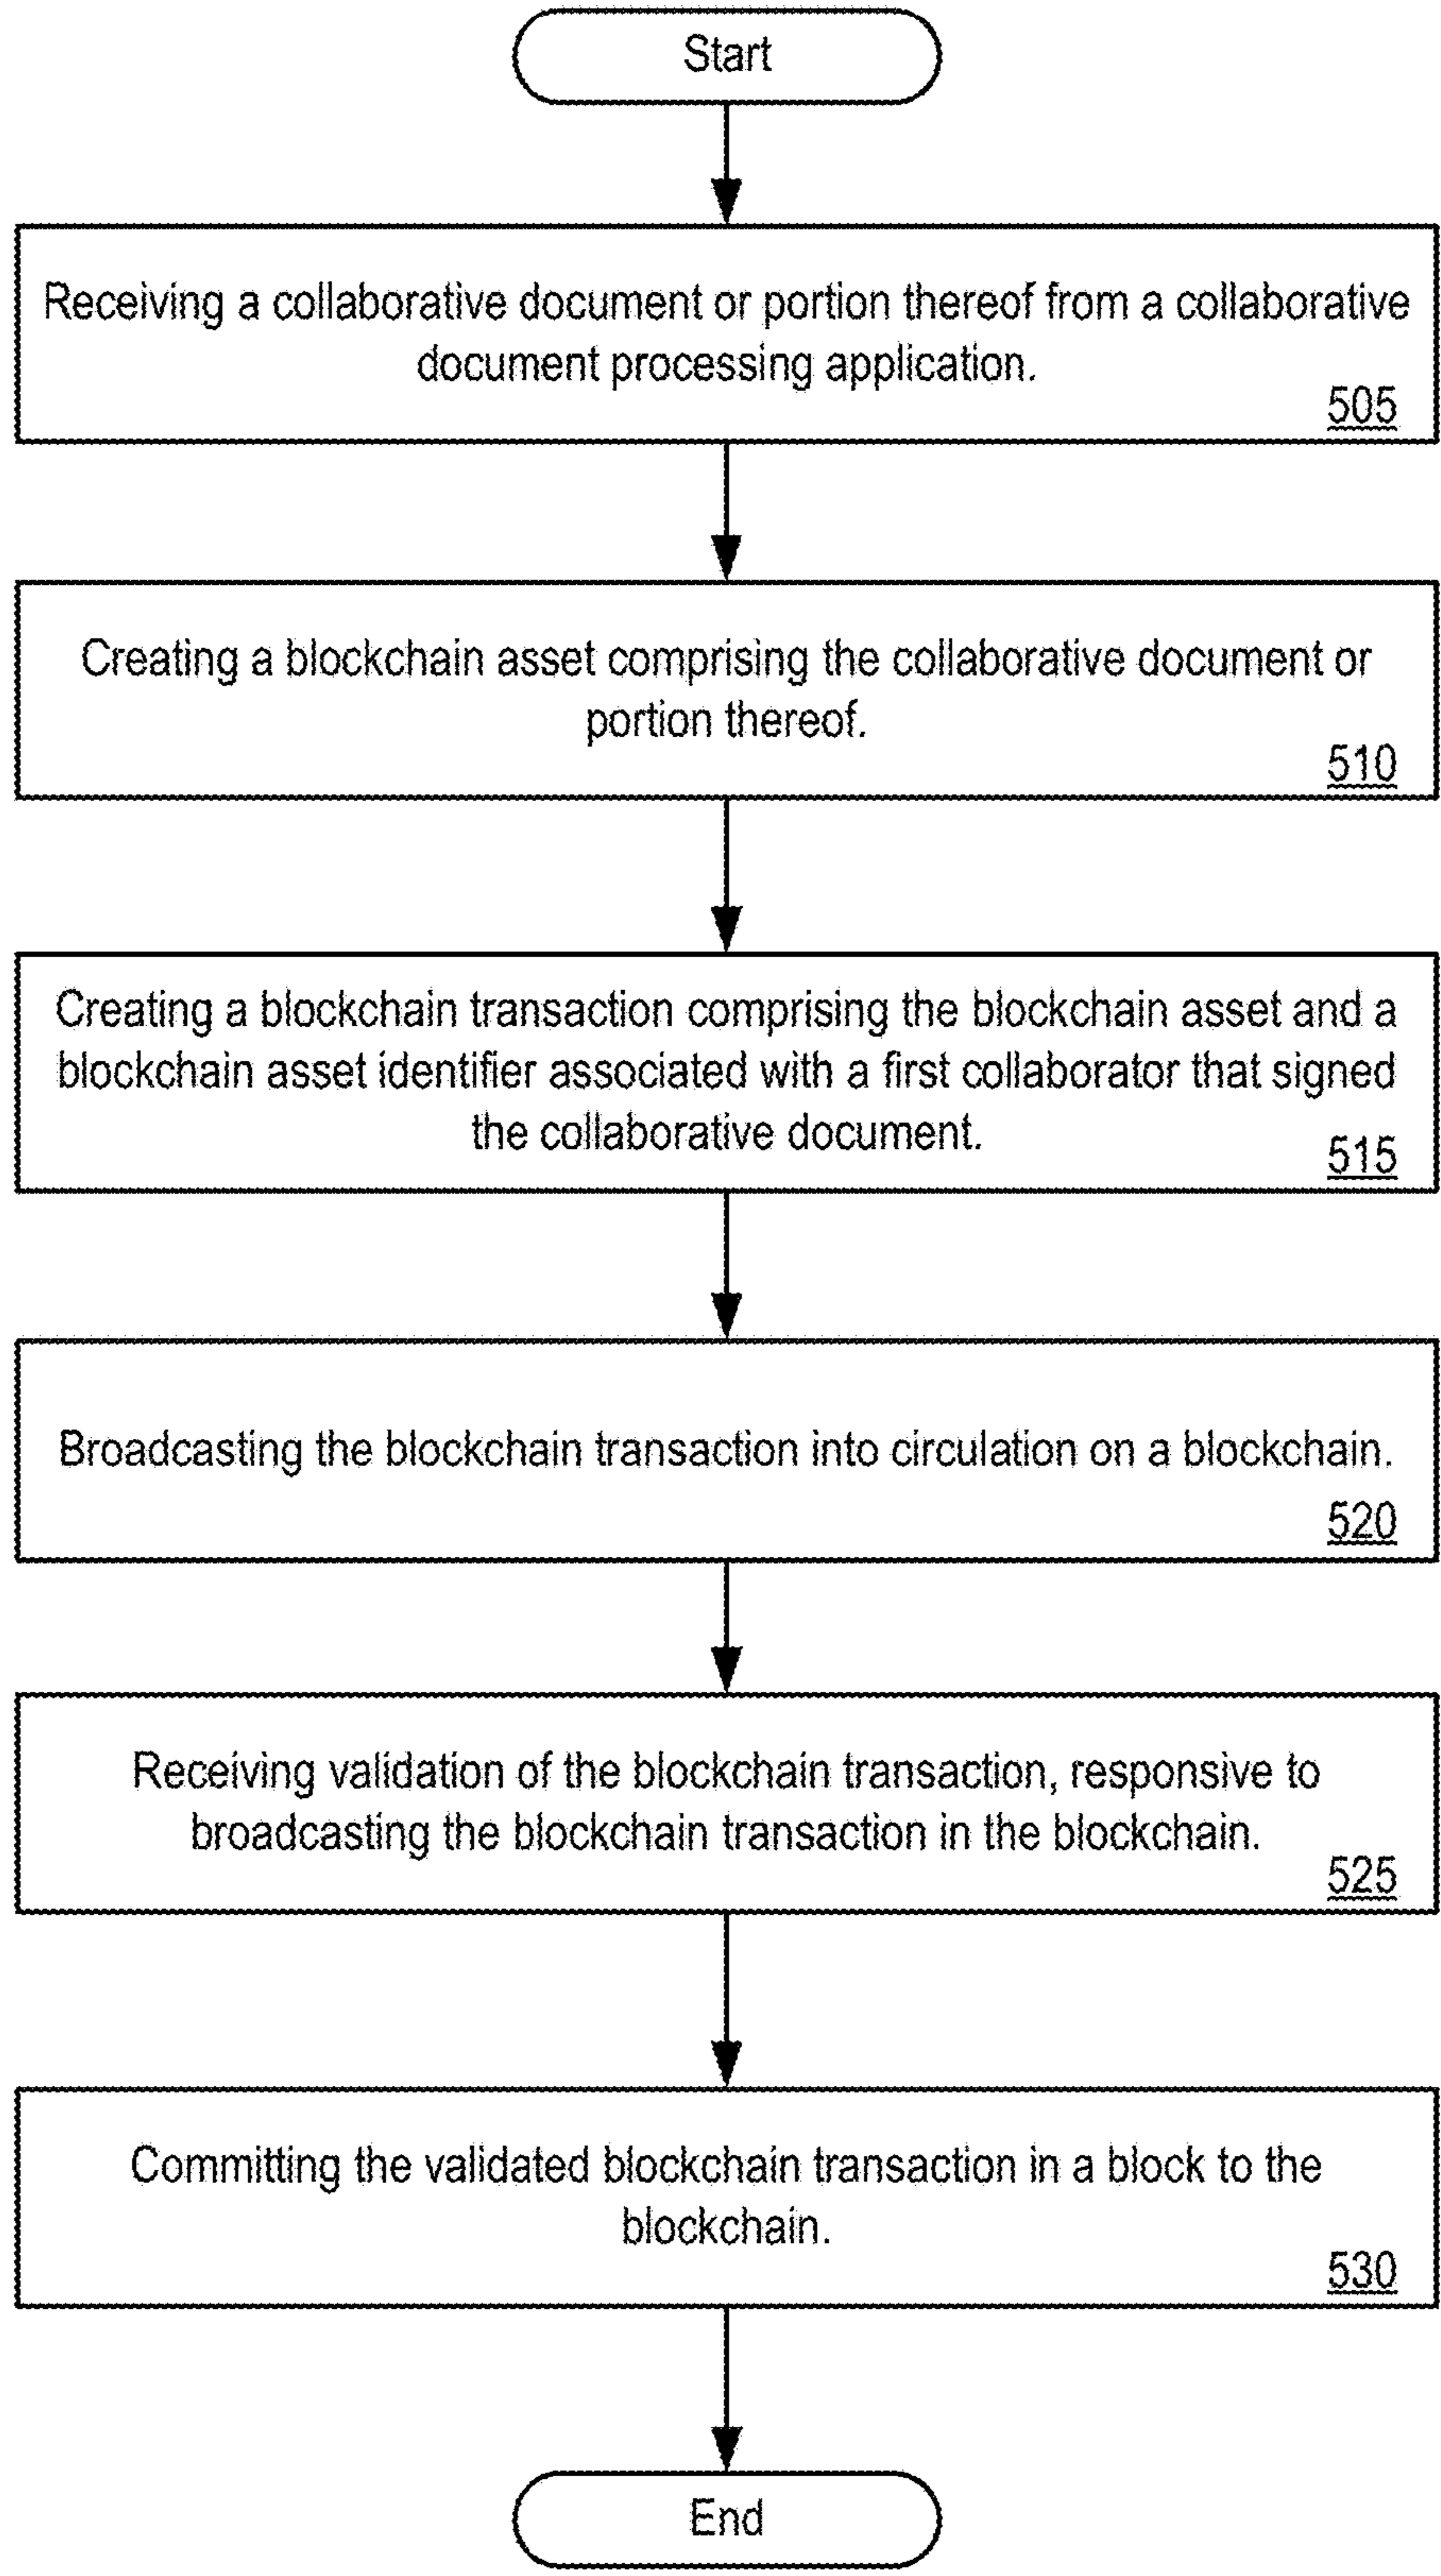 Start
Receiving a collaborative document or portion thereof from a collaborative
document processing application.
505
Creating a blockchain asset comprising the collaborative document or
portion thereof.
510
Creating a blockchain transaction comprising the blockchain asset and a
blockchain asset identifier associated with a first collaborator that signed
the collaborative document.
515
Broadcasting the blockchain transaction into circulation on a blockchain.
520
Receiving validation of the blockchain transaction, responsive to
broadcasting the blockchain transaction in the blockchain.
525
Committing the validated blockchain transaction in a block to the
blockchain.
530
End